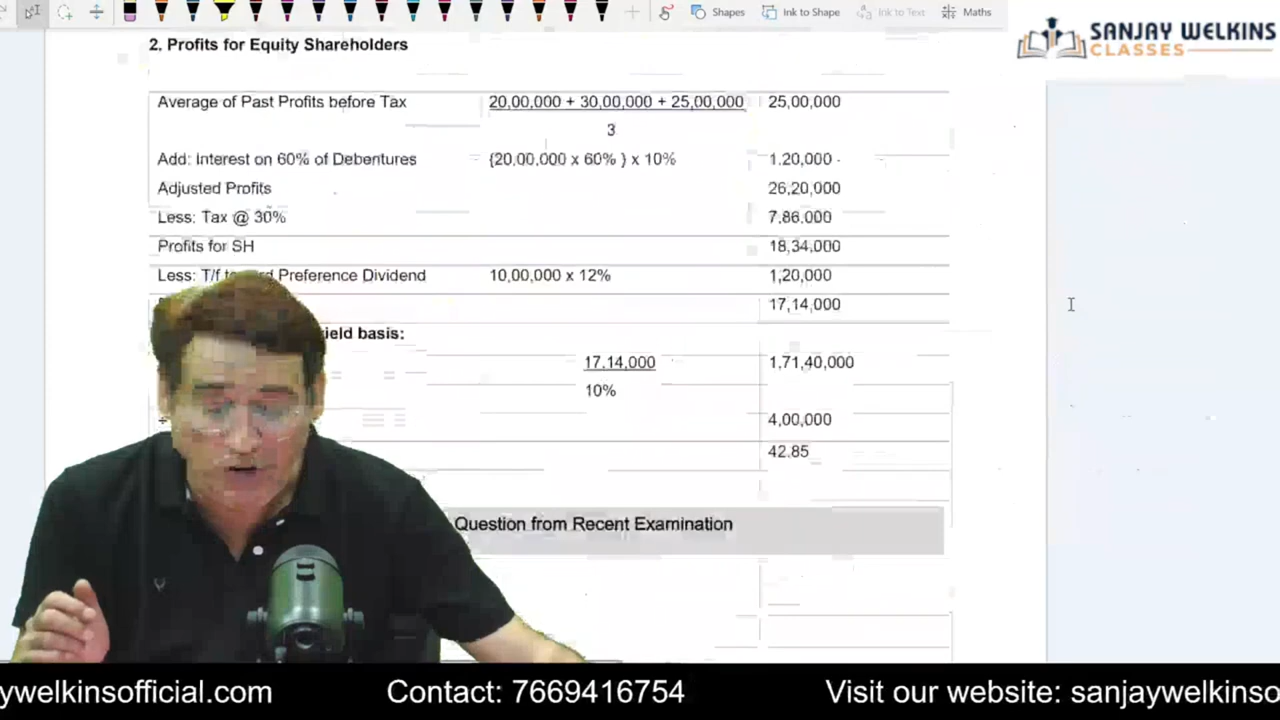 Shapes Ink to Shape Ink to Text Maths
SANJAY WELKINS
CLASSES
2. Profits for Equity Shareholders
Average of Past Profits before Tax 20,00,000 + 30,00,000 + 25,00,000 25,00,000
3
Add: Interest on 60% of Debentures {20,00,000 x 60% } x 10% 1,20,000
Adjusted Profits 26,20,000
Less: Tax @ 30% 7,86,000
Profits for SH 18,34,000
Less: T/f Preference Dividend 10,00,000 x 12% 1,20,000
17,14,000
ield basis:
17,14,000 1,71,40,000
10%
÷ 4,00,000
42.85
Question from Recent Examination
ywelkinsofficial.com Contact: 7669416754 Visit our website: sanjaywelkinso